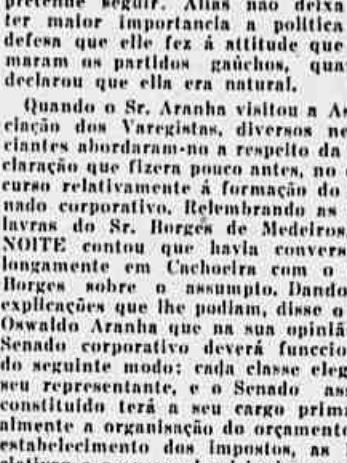 pretende seguir. Aliás não deixa
ter maior importancia a politica
defesa que elle fez á attitude que
maram os partidos gaúchos, qua
declarou que ella era natural.
Quando o Sr. Aranha visitou a As
ciação dos Varegistas, diversos ne
ciantes abordaram-no a respeito da
claração que fizera pouco antes, no
curso relativamente á formação do
nado corporativo. Relembrando as
lavras do Sr. Borges de Medeiros,
NOITE contou que havia convers
longamente em Cachoeira com o
Borges sobre o assumpto. Dando
explicações que lhe pediam, disse o
Oswaldo Aranha que na sua opiniã
Senado corporativo deverá funccio
do seguinte modo: cada classe eleg
seu representante, e o Senado as
constituido terá a seu cargo prim
almente a organisação do orçamento
estabelecimento dos impostos, as